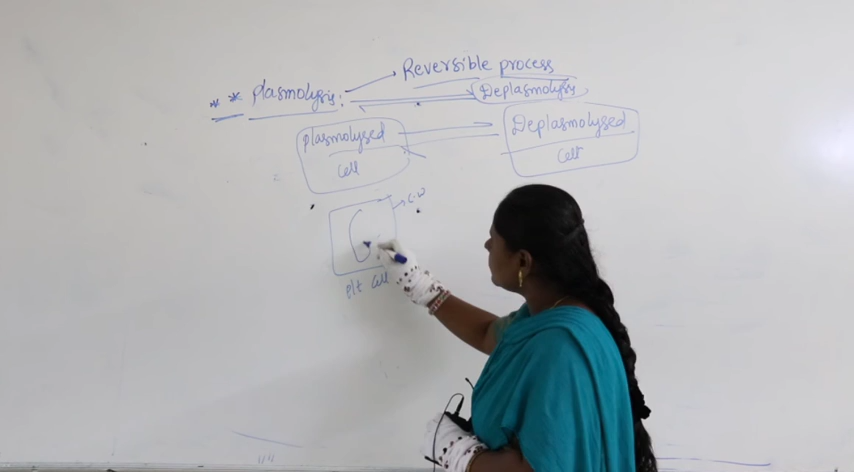 Reversible process
** Plasmolysis:
Deplasmolysis
Plasmolysed
cell
Deplasmolysed
cell
C.W
plt cell